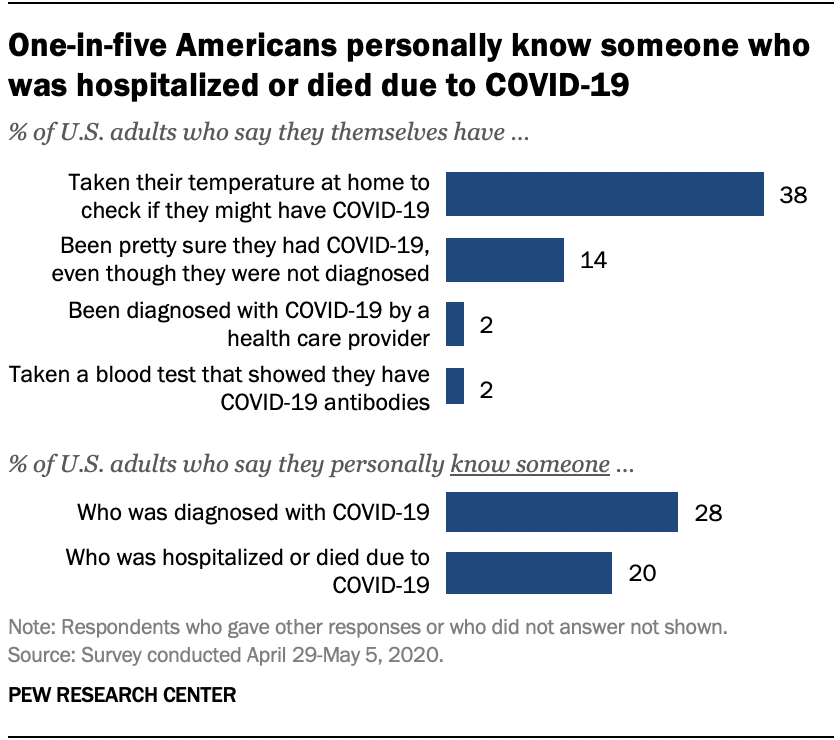 One-in-five Americans personally know someone who
was hospitalized or died due to COVID-19
% of U.S. adults who say they themselves have ...
Taken their temperature at home to
check if they might have COVID-19
38
Been pretty sure they had COVID-19,
even though they were not diagnosed
14
Been diagnosed with COVID-19 by a
health care provider
2
Taken a blood test that showed they have
COVID-19 antibodies
2
% of U.S. adults who say they personally know someone ...
Who was diagnosed with COVID-19
28
Who was hospitalized or died due to
COVID-19
20
Note: Respondents who gave other responses or who did not answer not shown.
Source: Survey conducted April 29-May 5, 2020.
PEW RESEARCH CENTER